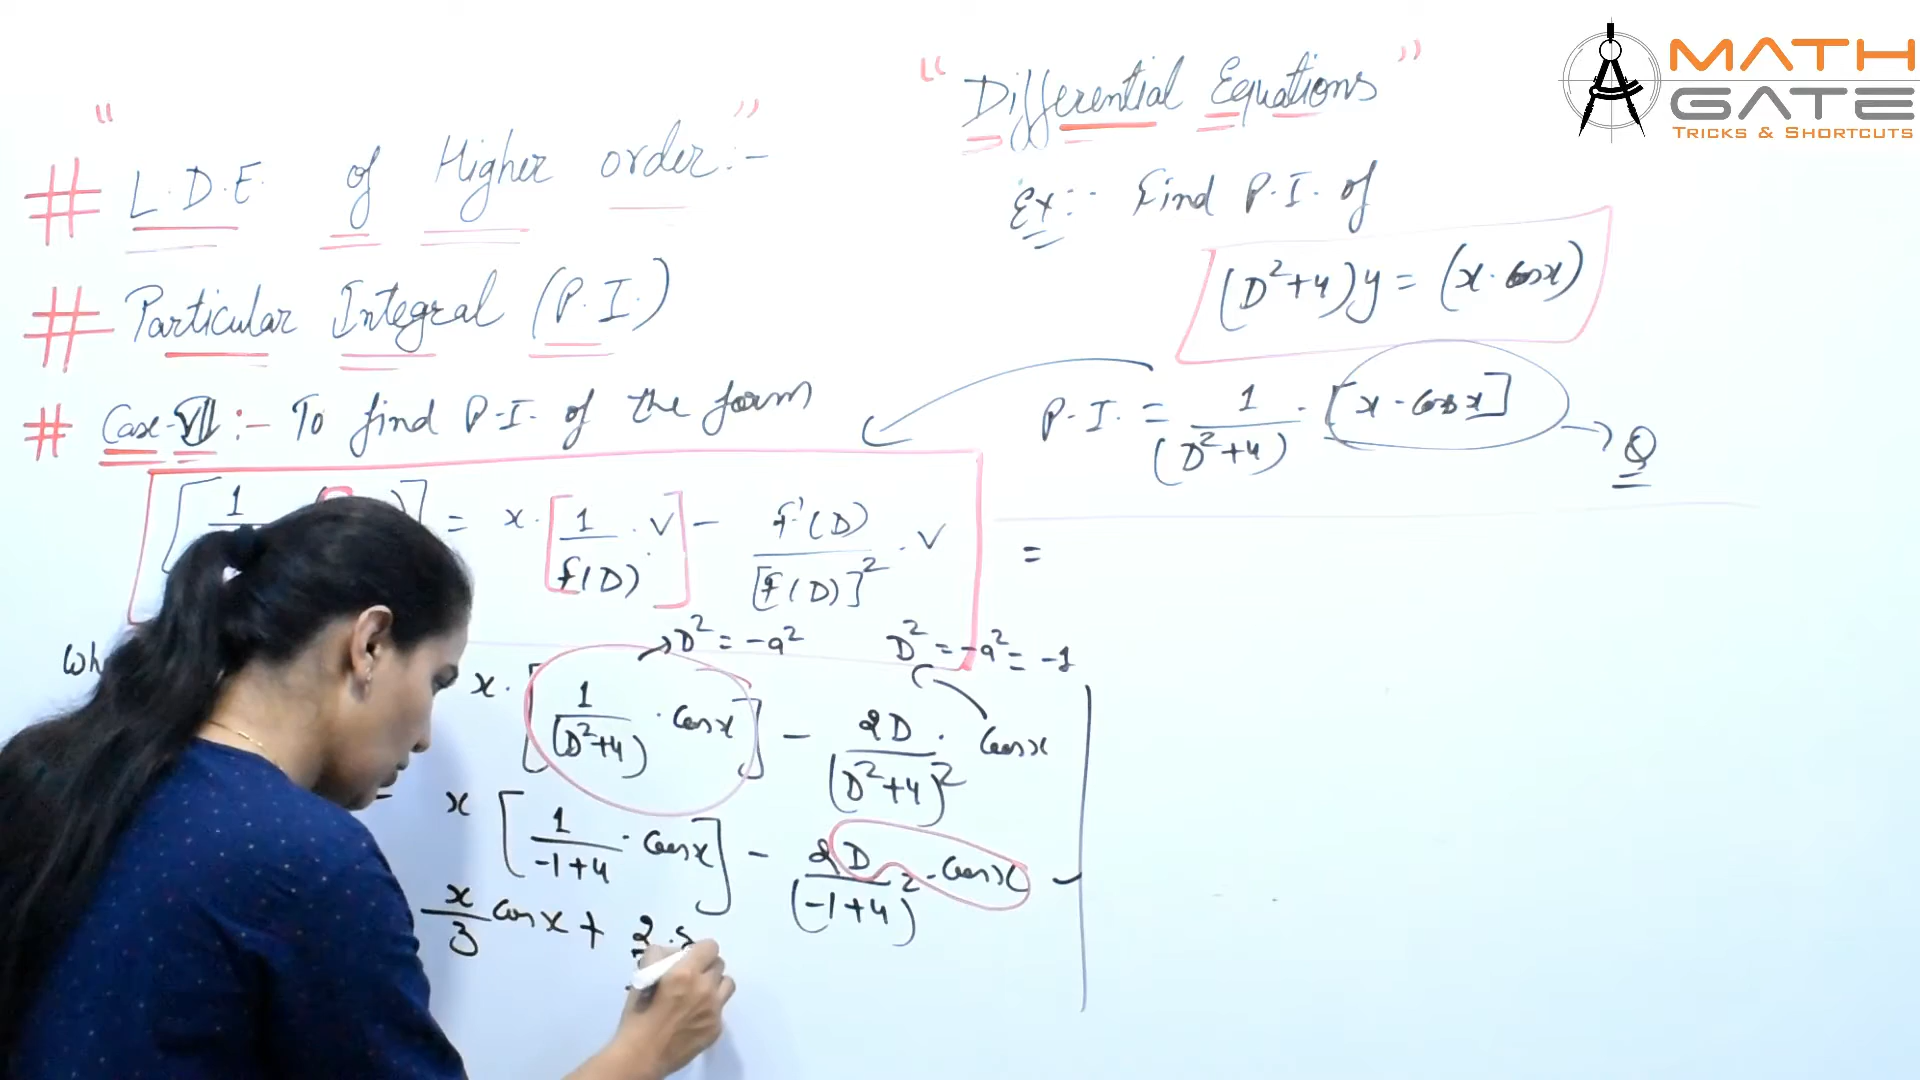 MATH
GATE
TRICKS & SHORTCUTS
" Differential Equations "
" # L.D.E. of Higher order:- "
# Particular Integral (P.I.)
# Case-VII :- To find P.I. of the form
[1 ] = x. [1/f(D) . V] - f'(D)/[f(D)]² . V
D² = -a² D² = -a² = -1
Wh
x. [1/(D²+4) . cosx] - 2D/(D²+4)² . cosx
x [1/(-1+4) . cosx] - 2D/(-1+4)² . cosx
x/3 cosx + 2 . s
Ex:- Find P.I. of
(D²+4)y = (x.cosx)
P.I. = 1/(D²+4) . [x-cosx] → Q
=